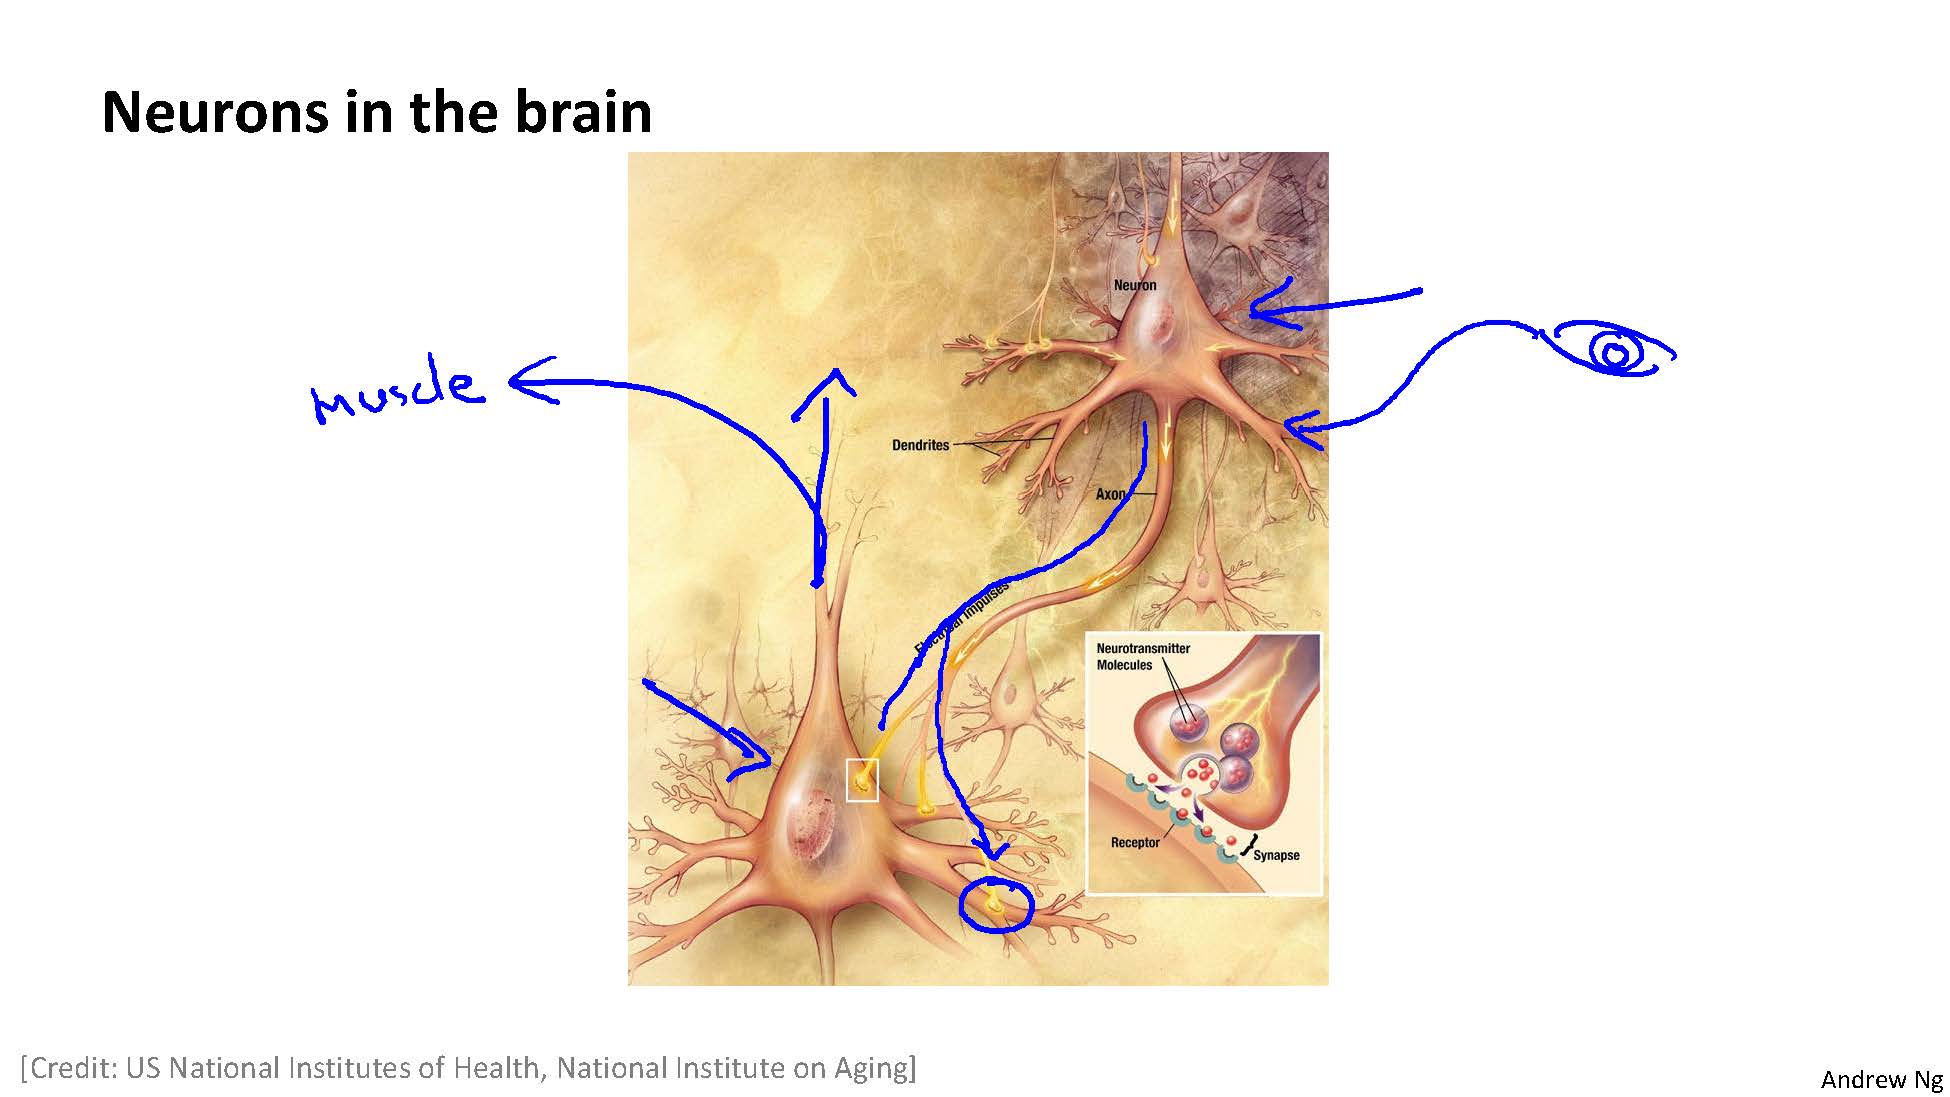 Neurons in the brain
Neuron
muscle
Dendrites
Axon
Electrical Impulses
Neurotransmitter
Molecules
Receptor
Synapse
[Credit: US National Institutes of Health, National Institute on Aging]
Andrew Ng